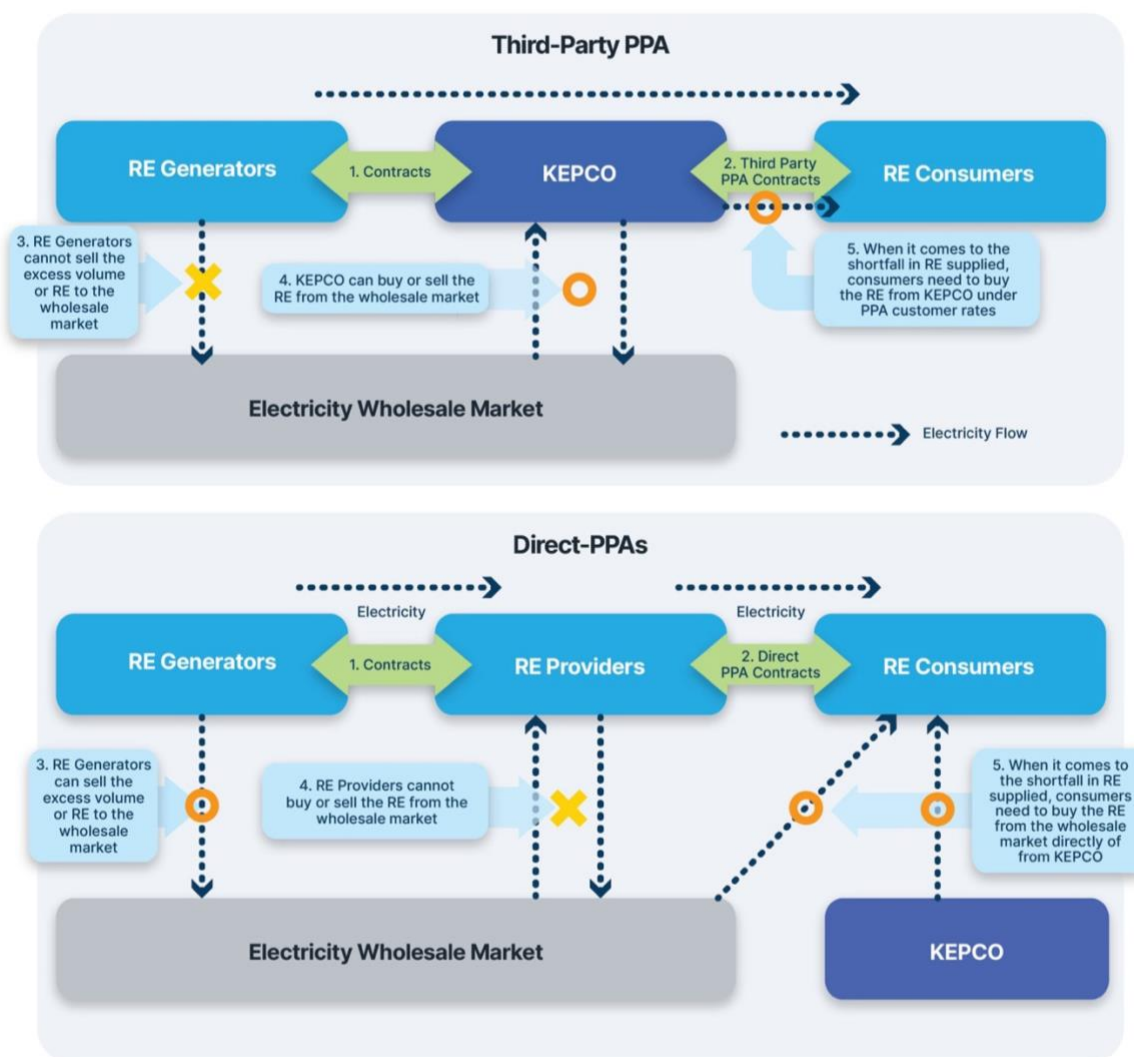 Third-Party PPA
RE Generators
1. Contracts
KEPCO
2. Third Party
PPA Contracts
RE Consumers
3. RE Generators
cannot sell the
excess volume
or RE to the
wholesale
market
4. KEPCO can buy or sell the
RE from the wholesale market
5. When it comes to the
shortfall in RE supplied,
consumers need to buy
the RE from KEPCO under
PPA customer rates
Electricity Wholesale Market
Electricity Flow
Direct-PPAs
Electricity
Electricity
RE Generators
1. Contracts
RE Providers
2. Direct
PPA Contracts
RE Consumers
3. RE Generators
can sell the
excess volume
or RE to the
wholesale
market
4. RE Providers cannot
buy or sell the RE from the
wholesale market
5. When it comes to
the shortfall in RE
supplied, consumers
need to buy the RE
from the wholesale
market directly of
from KEPCO
Electricity Wholesale Market
KEPCO